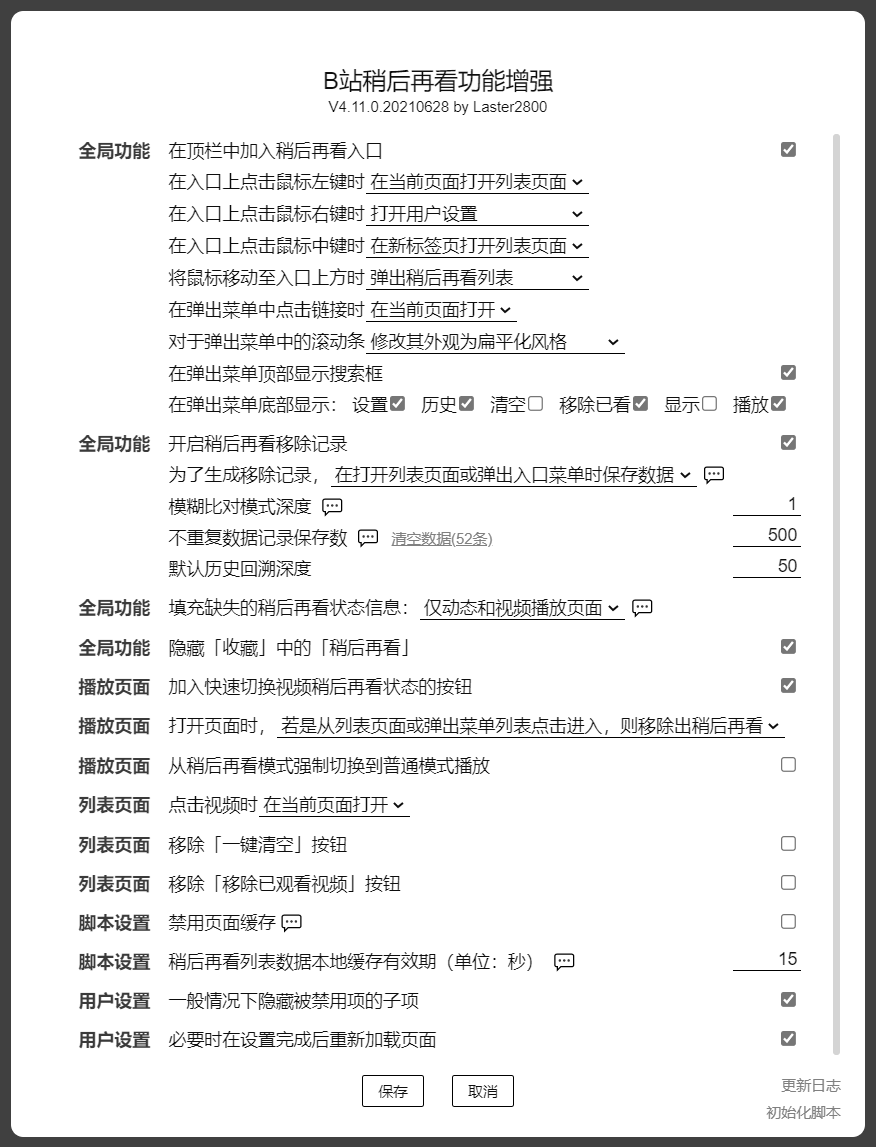 B站稍后再看功能增强
V4.11.0.20210628 by Laster2800
全局功能 在顶栏中加入稍后再看入口
在入口上点击鼠标左键时 在当前页面打开列表页面
在入口上点击鼠标右键时 打开用户设置
在入口上点击鼠标中键时 在新标签页打开列表页面
将鼠标移动至入口上方时 弹出稍后再看列表
在弹出菜单中点击链接时 在当前页面打开
对于弹出菜单中的滚动条 修改其外观为扁平化风格
在弹出菜单顶部显示搜索框
在弹出菜单底部显示： 设置 历史 清空 移除已看 显示 播放
全局功能 开启稍后再看移除记录
为了生成移除记录， 在打开列表页面或弹出入口菜单时保存数据
模糊比对模式深度 1
不重复数据记录保存数 清空数据(52条) 500
默认历史回溯深度 50
全局功能 填充缺失的稍后再看状态信息： 仅动态和视频播放页面
全局功能 隐藏「收藏」中的「稍后再看」
播放页面 加入快速切换视频稍后再看状态的按钮
播放页面 打开页面时， 若是从列表页面或弹出菜单列表点击进入，则移除出稍后再看
播放页面 从稍后再看模式强制切换到普通模式播放
列表页面 点击视频时 在当前页面打开
列表页面 移除「一键清空」按钮
列表页面 移除「移除已观看视频」按钮
脚本设置 禁用页面缓存
脚本设置 稍后再看列表数据本地缓存有效期（单位：秒） 15
用户设置 一般情况下隐藏被禁用项的子项
用户设置 必要时在设置完成后重新加载页面
保存 取消
更新日志
初始化脚本